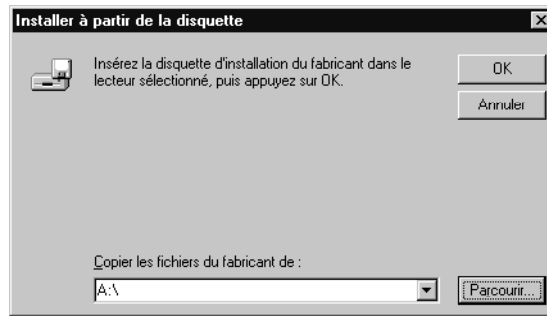 Installer à partir de la disquette
Insérez la disquette d'installation du fabricant dans le
lecteur sélectionné, puis appuyez sur OK.
OK
Annuler
Copier les fichiers du fabricant de :
A:\
Parcourir...